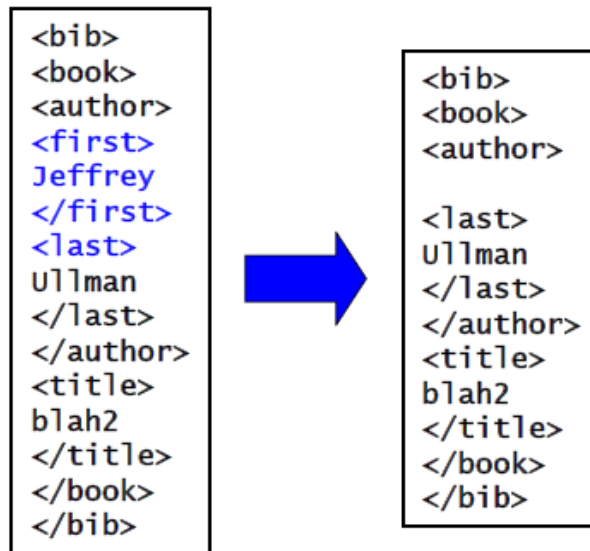 <bib>
<book>
<author>
<first>
Jeffrey
</first>
<last>
Ullman
</last>
</author>
<title>
blah2
</title>
</book>
</bib>
<bib>
<book>
<author>
<last>
Ullman
</last>
</author>
<title>
blah2
</title>
</book>
</bib>